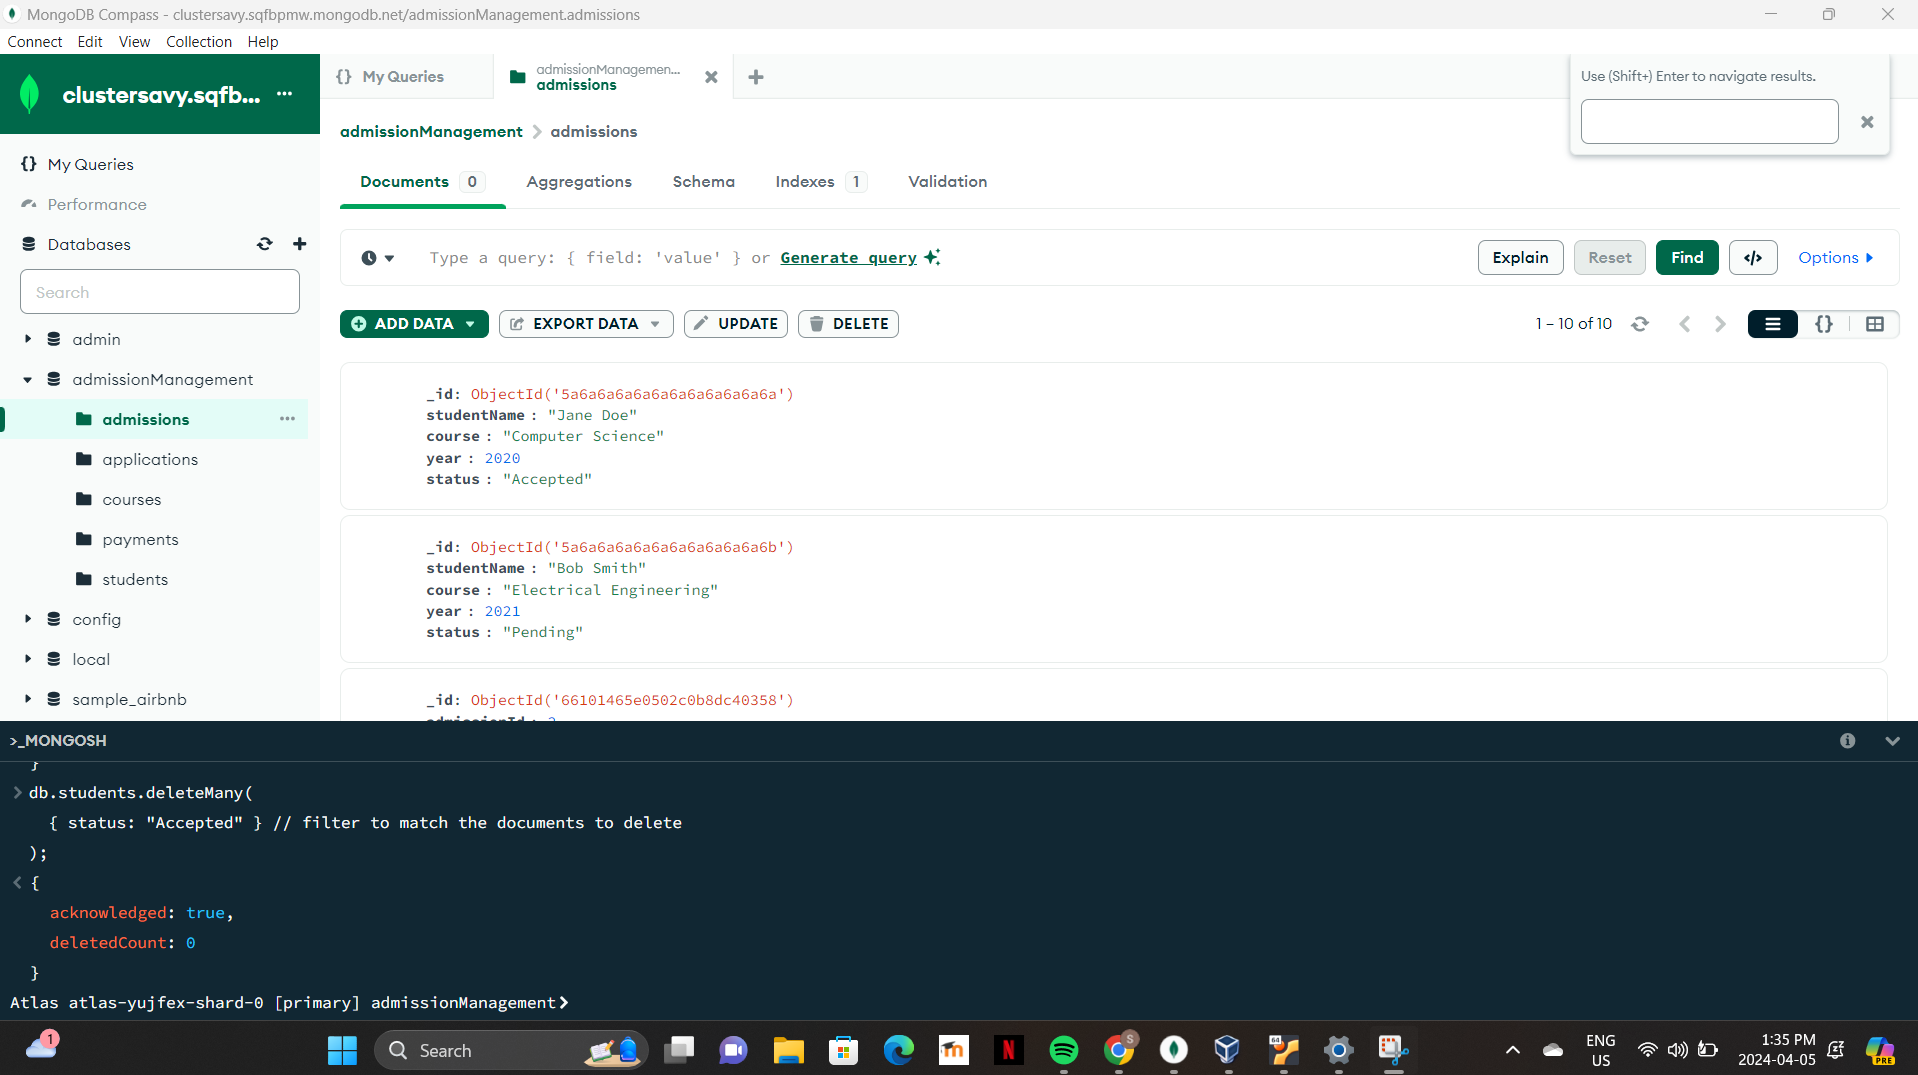 MongoDB Compass - clustersavy.sqfbpmw.mongodb.net/admissionManagement.admissions
Connect Edit View Collection Help
clustersavy.sqfb... ...
{} My Queries
admissionManagemen...
admissions
Use (Shift+) Enter to navigate results.
admissionManagement > admissions
My Queries
Performance
Databases
Search
admin
admissionManagement
admissions
applications
courses
payments
students
config
local
sample_airbnb
Documents 0 Aggregations Schema Indexes 1 Validation
Type a query: { field: 'value' } or Generate query
Explain Reset Find </> Options
ADD DATA EXPORT DATA UPDATE DELETE
1 – 10 of 10
{}
_id: ObjectId('5a6a6a6a6a6a6a6a6a6a6a6a')
studentName : "Jane Doe"
course : "Computer Science"
year : 2020
status : "Accepted"
_id: ObjectId('5a6a6a6a6a6a6a6a6a6a6a6b')
studentName : "Bob Smith"
course : "Electrical Engineering"
year : 2021
status : "Pending"
_id: ObjectId('66101465e0502c0b8dc40358')
>_MONGOSH
}
> db.students.deleteMany(
{ status: "Accepted" } // filter to match the documents to delete
);
< {
acknowledged: true,
deletedCount: 0
}
Atlas atlas-yujfex-shard-0 [primary] admissionManagement>
1
Search
m
N
S
64
ENG
US
1:35 PM
2024-04-05
PRE